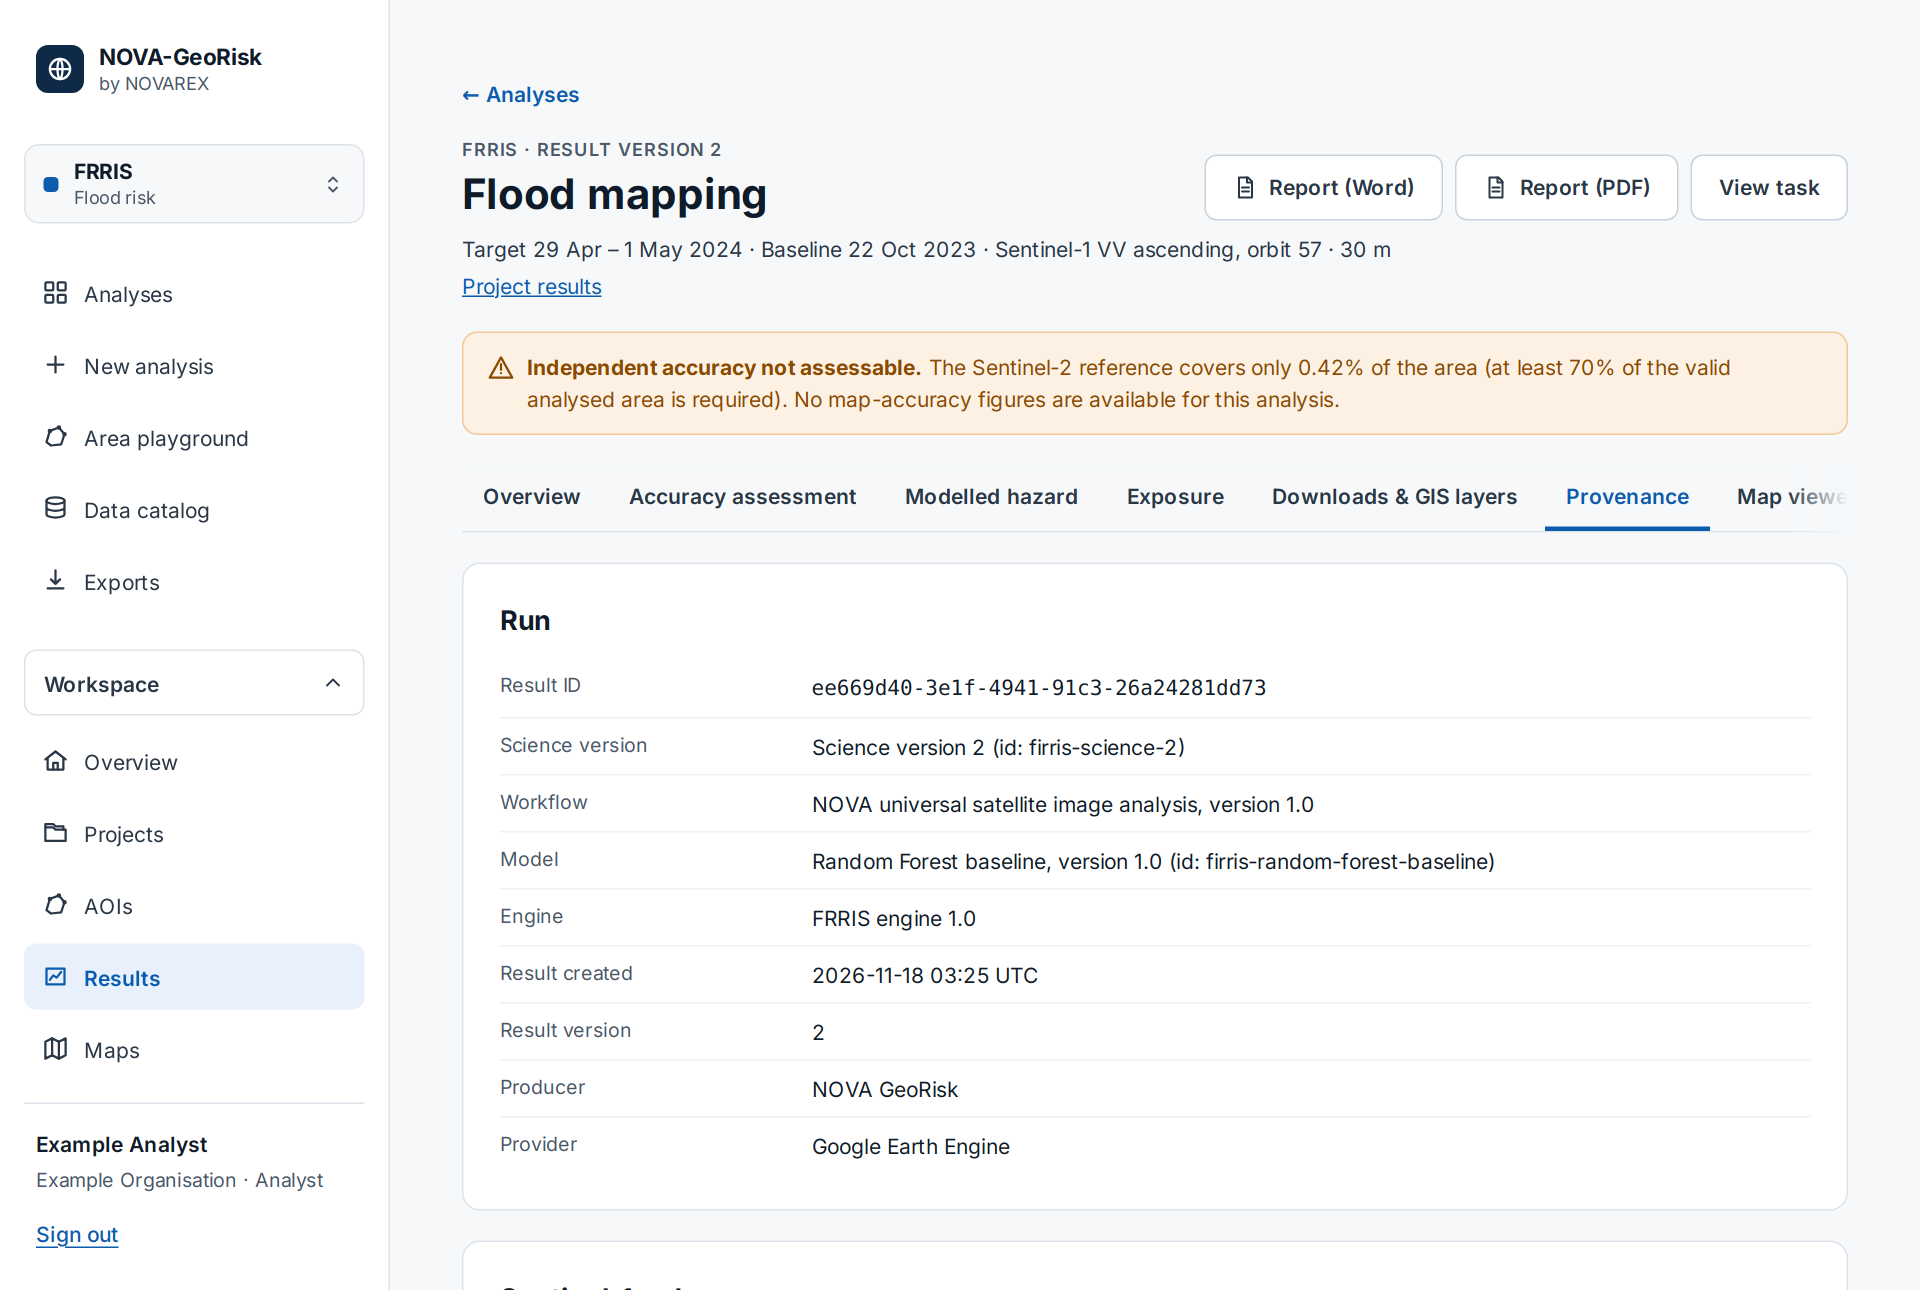 NOVA-GeoRisk
by NOVAREX
FRRIS
Flood risk
Analyses
New analysis
Area playground
Data catalog
Exports
Workspace
Overview
Projects
AOIs
Results
Maps
Example Analyst
Example Organisation · Analyst
Sign out
← Analyses
FRRIS · RESULT VERSION 2
Flood mapping
Report (Word)
Report (PDF)
View task
Target 29 Apr – 1 May 2024 · Baseline 22 Oct 2023 · Sentinel-1 VV ascending, orbit 57 · 30 m
Project results
Independent accuracy not assessable. The Sentinel-2 reference covers only 0.42% of the area (at least 70% of the valid
analysed area is required). No map-accuracy figures are available for this analysis.
Overview
Accuracy assessment
Modelled hazard
Exposure
Downloads & GIS layers
Provenance
Map viewe
Run
Result ID ee669d40-3e1f-4941-91c3-26a24281dd73
Science version Science version 2 (id: firris-science-2)
Workflow NOVA universal satellite image analysis, version 1.0
Model Random Forest baseline, version 1.0 (id: firris-random-forest-baseline)
Engine FRRIS engine 1.0
Result created 2026-11-18 03:25 UTC
Result version 2
Producer NOVA GeoRisk
Provider Google Earth Engine